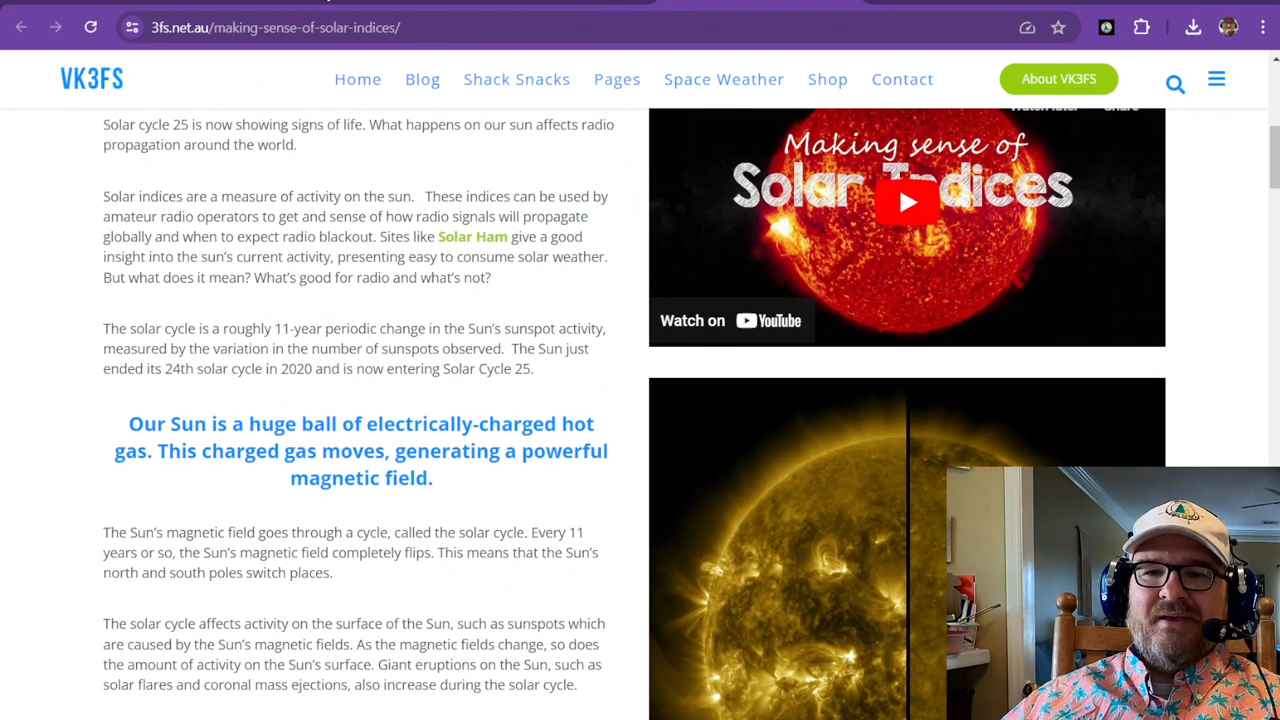 3fs.net.au/making-sense-of-solar-indices/
VK3FS
Home
Blog
Shack Snacks
Pages
Space Weather
Shop
Contact
About VK3FS
Solar cycle 25 is now showing signs of life. What happens on our sun affects radio
propagation around the world.
Solar indices are a measure of activity on the sun. These indices can be used by
amateur radio operators to get and sense of how radio signals will propagate
globally and when to expect radio blackout. Sites like Solar Ham give a good
insight into the sun's current activity, presenting easy to consume solar weather.
But what does it mean? What's good for radio and what's not?
The solar cycle is a roughly 11-year periodic change in the Sun's sunspot activity,
measured by the variation in the number of sunspots observed. The Sun just
ended its 24th solar cycle in 2020 and is now entering Solar Cycle 25.
Our Sun is a huge ball of electrically-charged hot
gas. This charged gas moves, generating a powerful
magnetic field.
The Sun's magnetic field goes through a cycle, called the solar cycle. Every 11
years or so, the Sun's magnetic field completely flips. This means that the Sun's
north and south poles switch places.
The solar cycle affects activity on the surface of the Sun, such as sunspots which
are caused by the Sun's magnetic fields. As the magnetic fields change, so does
the amount of activity on the Sun's surface. Giant eruptions on the Sun, such as
solar flares and coronal mass ejections, also increase during the solar cycle.
Watch later Share
Making sense of
Solar Indices
Watch on YouTube